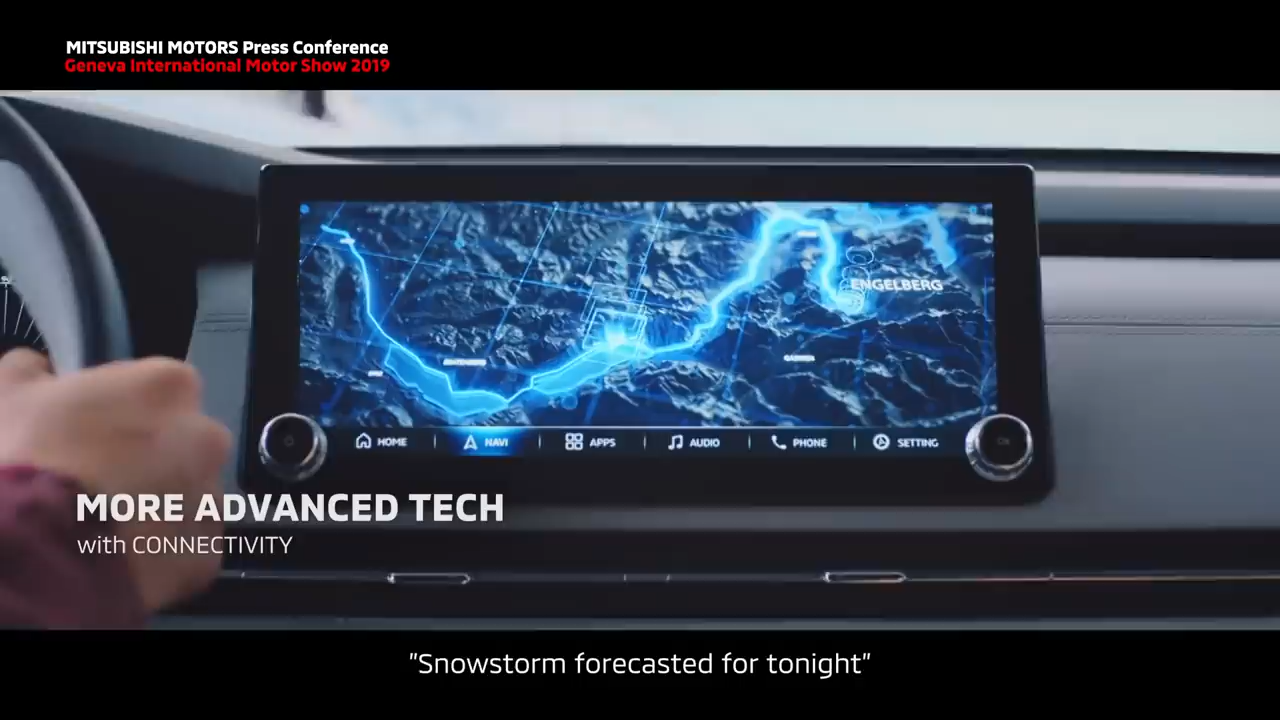 MITSUBISHI MOTORS Press Conference
Geneva International Motor Show 2019
ENGELBERG
HOME
NAVI
APPS
AUDIO
PHONE
SETTING
MORE ADVANCED TECH
with CONNECTIVITY
"Snowstorm forecasted for tonight"